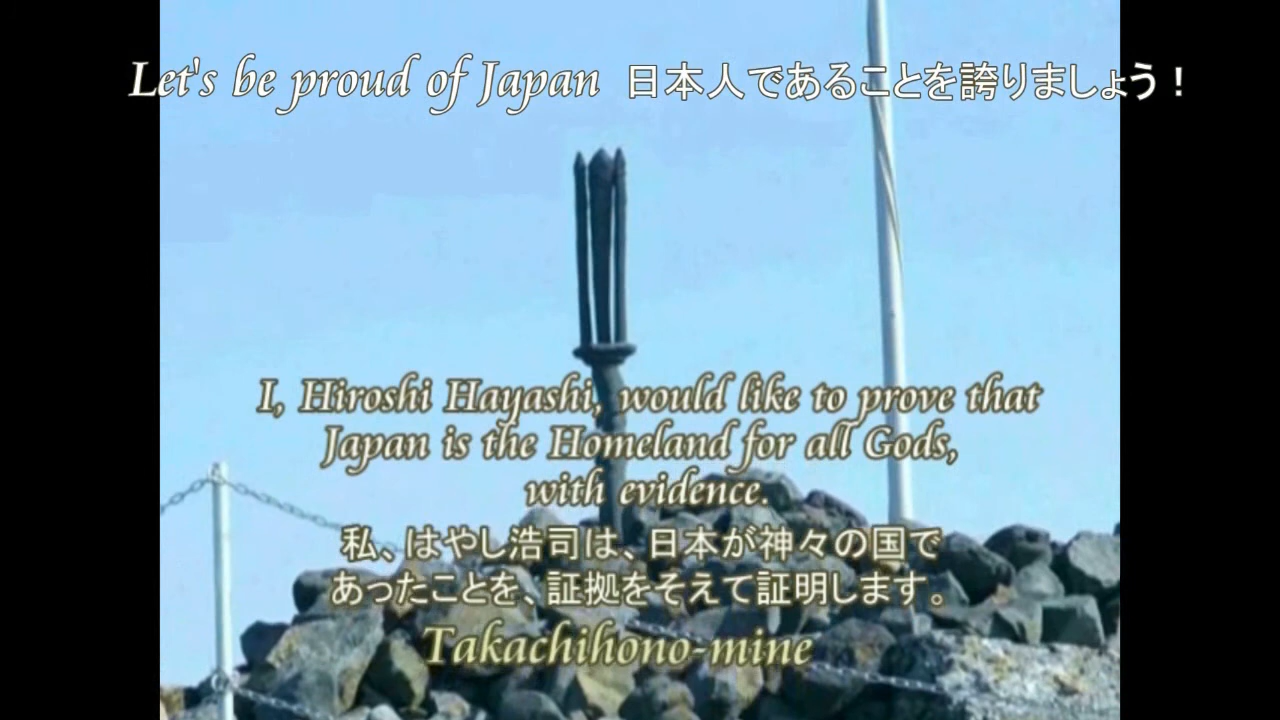 Let's be proud of Japan 日本人であることを誇りましょう！
I, Hiroshi Hayashi, would like to prove that
Japan is the Homeland for all Gods,
with evidence.
私、はやし浩司は、日本が神々の国で
あったことを、証拠をそえて証明します。
Takachihono-mine